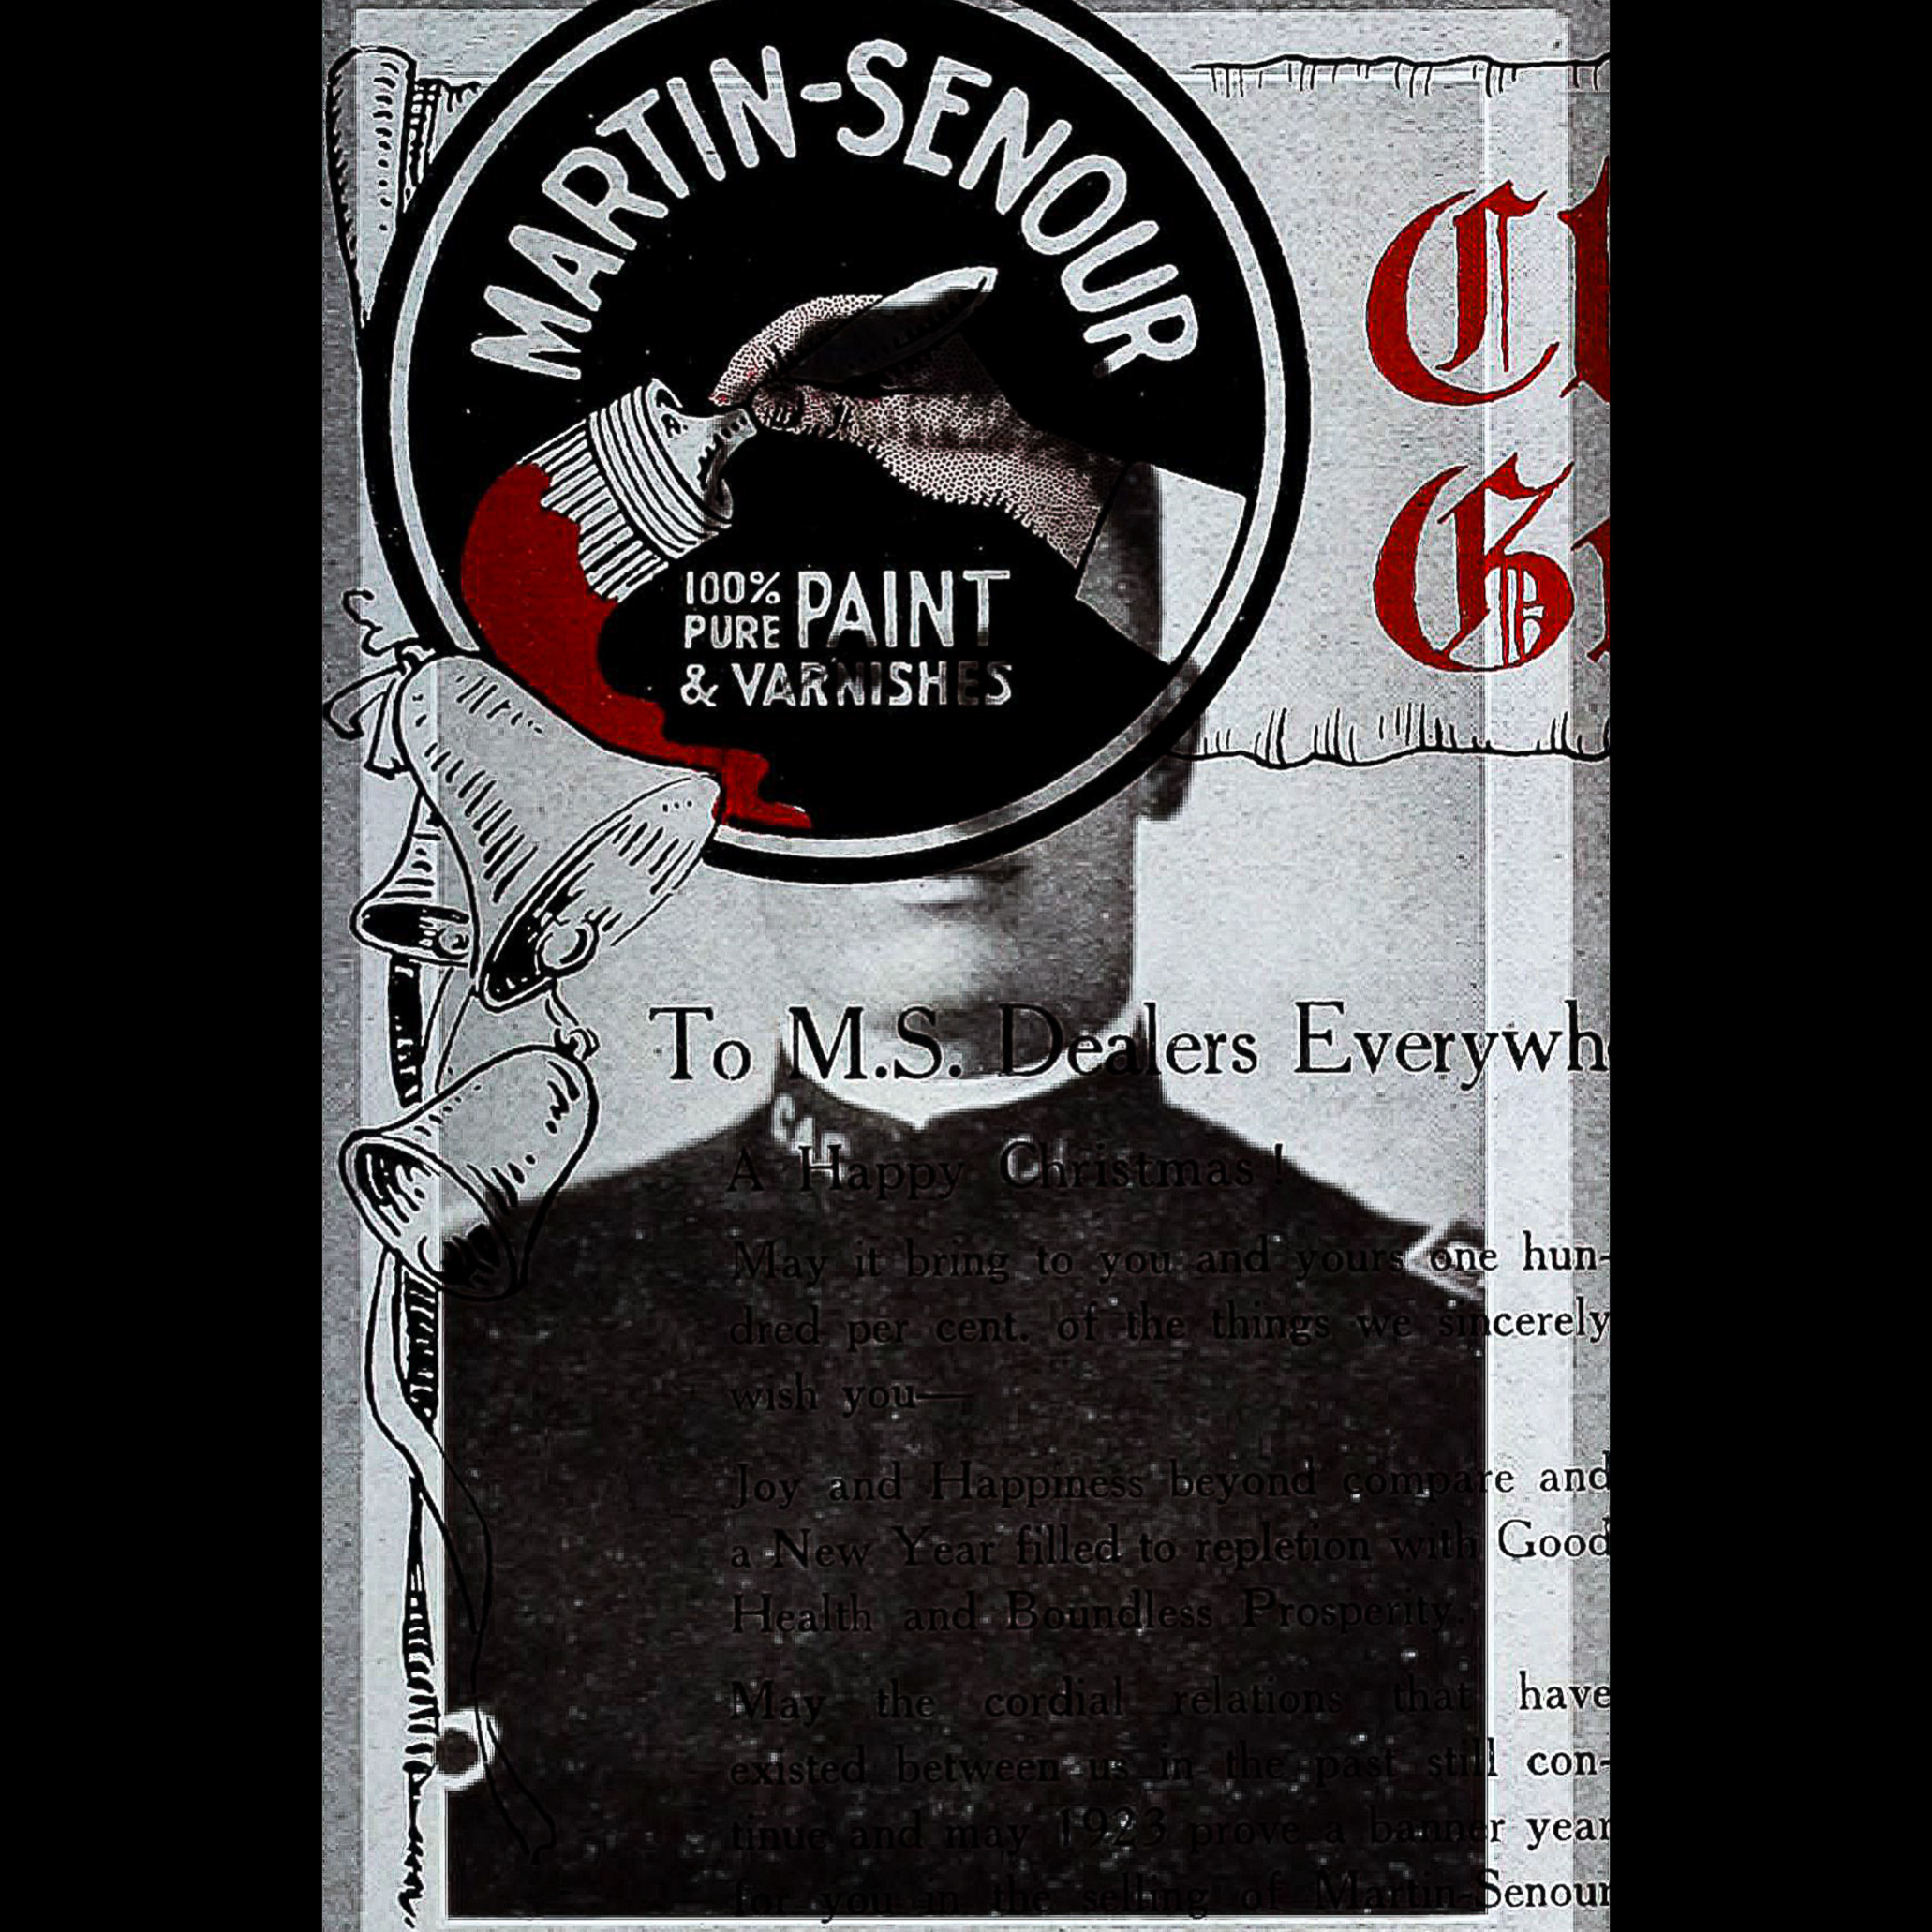 MARTIN-SENOUR
100% PURE PAINT
& VARNISHES
To M.S. Dealers Everywh
A Happy Christmas!
May it bring to you and yours one hun-
dred per cent. of the things we sincerely
wish you—
Joy and Happiness beyond compare and
a New Year filled to repletion with Good
Health and Boundless Prosperity.
May the cordial relations that have
existed between us in the past still con-
tinue and may 1923 prove a banner year
for you in the selling of Martin-Senour